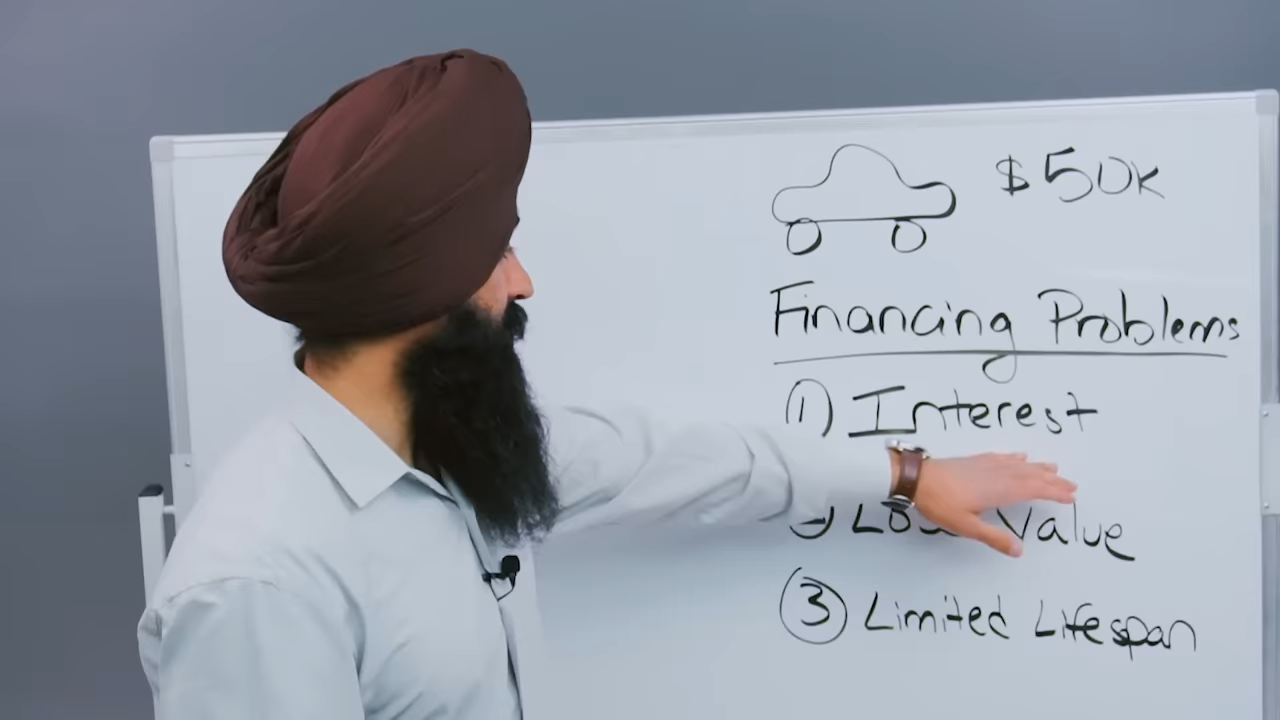 $50K
Financing Problems
① Interest
Value
③ Limited Lifespan